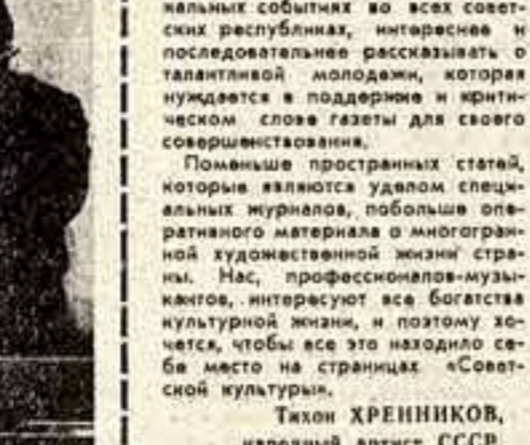 нальных событиях во всех совет-
ских республиках, интереснее и
последовательнее рассказывать о
талантливой молодежи, которая
нуждается в поддержке и крити-
ческом слове газеты для своего
совершенствования.
Поменьше пространных статей,
которые являются уделом специ-
альных журналов, побольше опе-
ративного материала о многогран-
ной художественной жизни стра-
ны. Нас, профессионалов-музы-
кантов, интересуют все богатства
культурной жизни, и поэтому хо-
чется, чтобы все это находило се-
бе место на страницах «Совет-
ской культуры».
Тихон ХРЕННИКОВ,
народный артист СССР